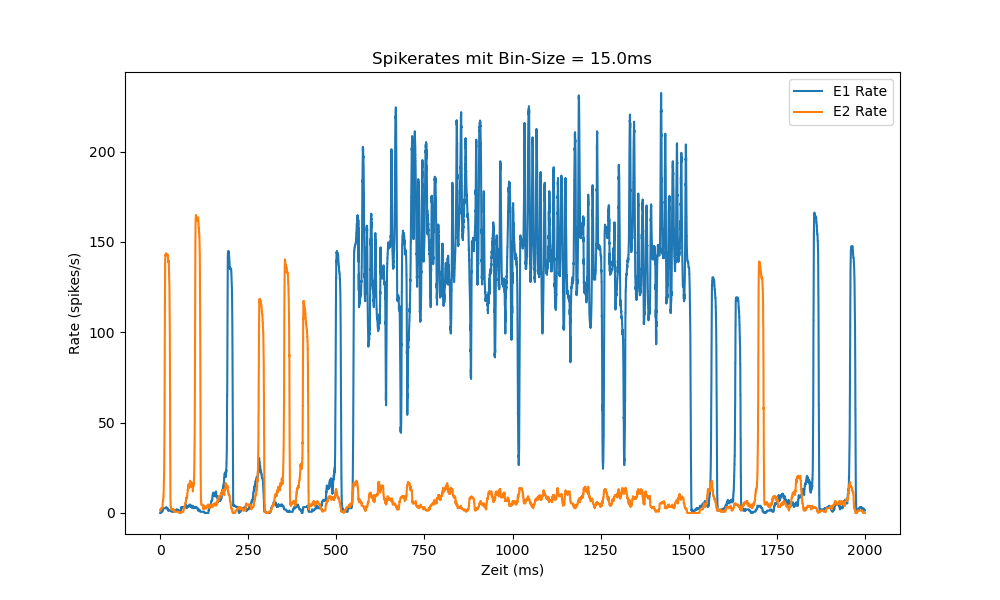 Spikerates mit Bin-Size = 15.0ms
E1 Rate
E2 Rate
200
150
100
50
0
Rate (spikes/s)
0 250 500 750 1000 1250 1500 1750 2000
Zeit (ms)